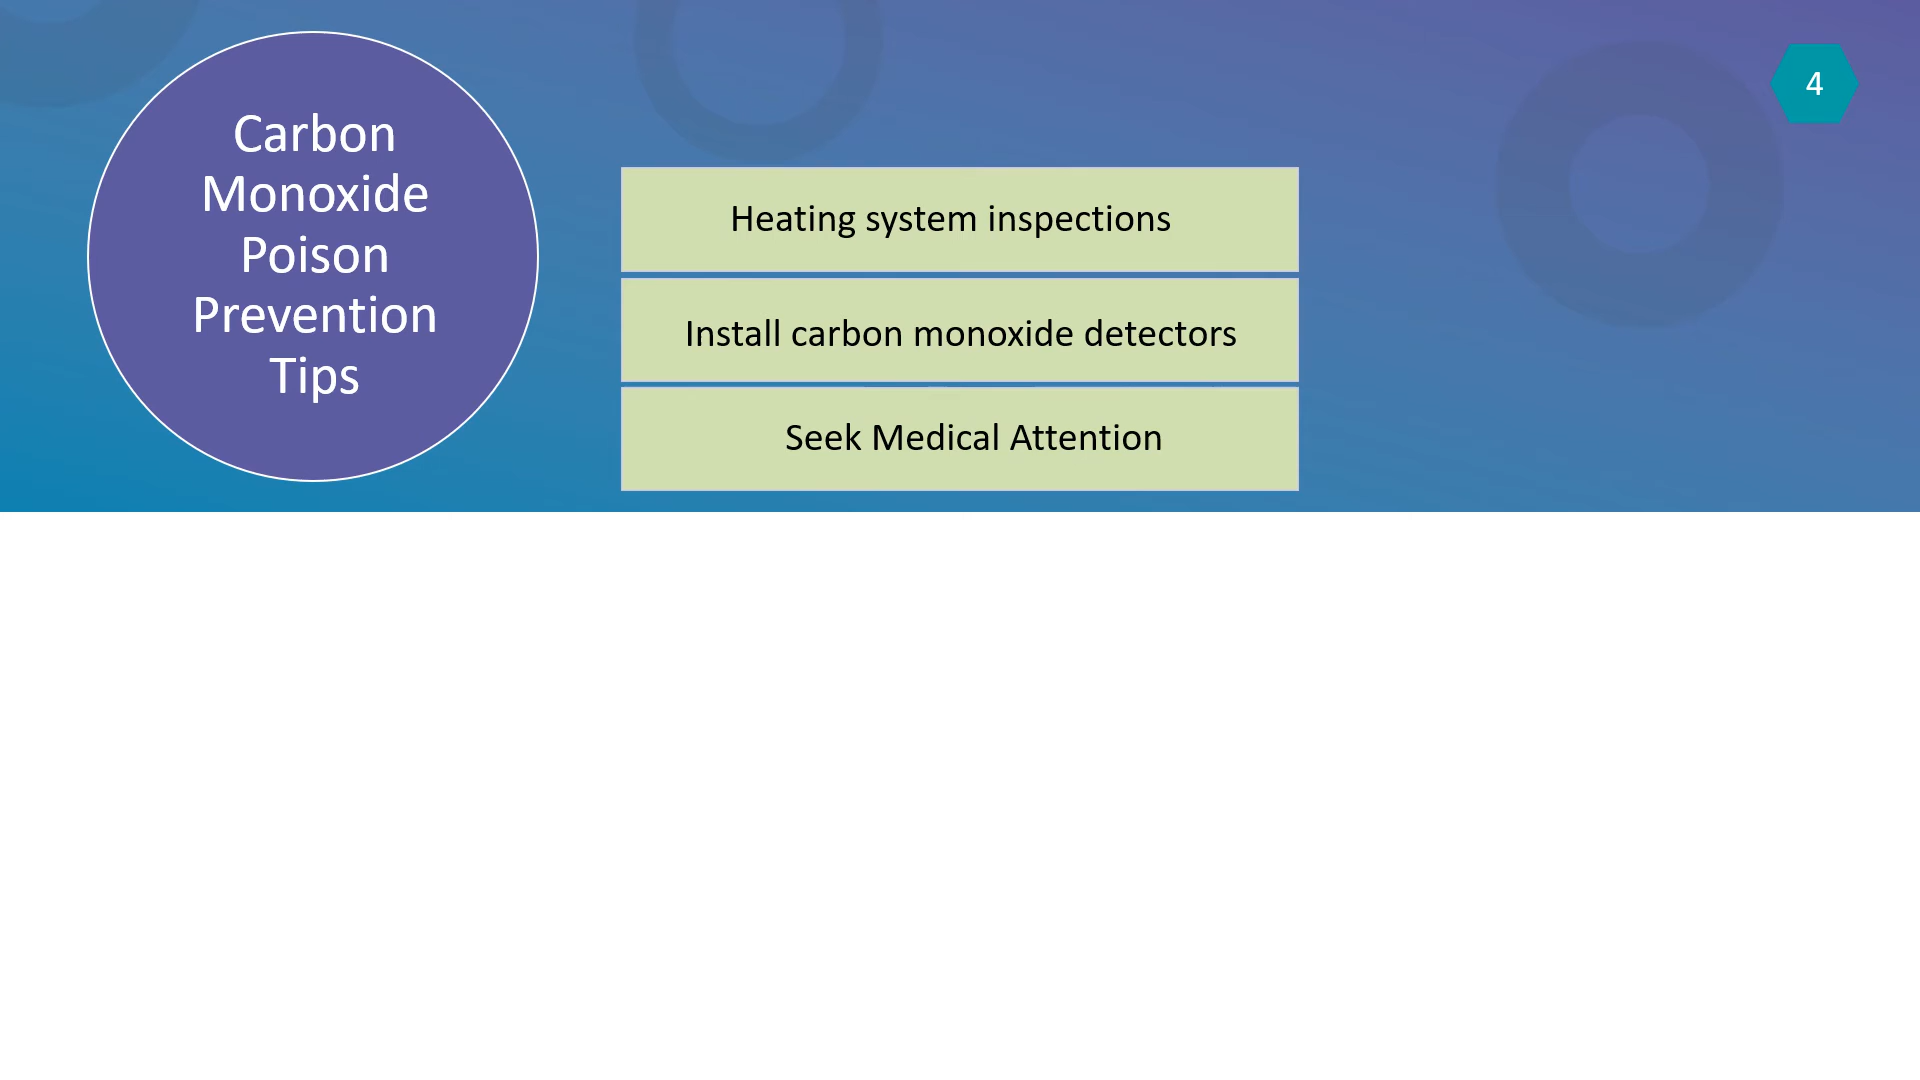 Carbon
Monoxide
Poison
Prevention
Tips
4
Heating system inspections
Install carbon monoxide detectors
Seek Medical Attention